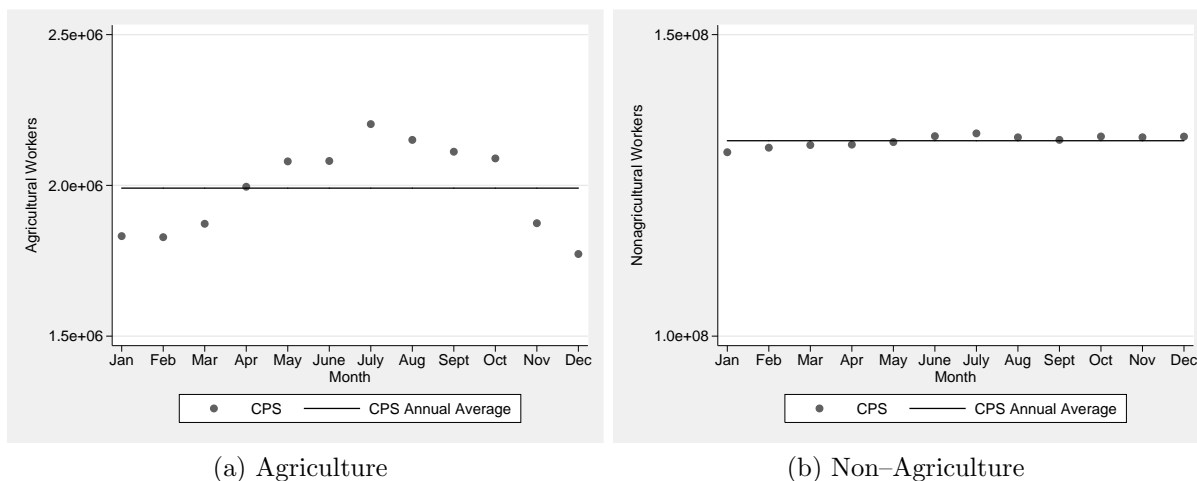 2.5e+06
2.0e+06
1.5e+06
Agricultural Workers
Jan Feb Mar Apr May June July Aug Sept Oct Nov Dec
Month
CPS CPS Annual Average
(a) Agriculture
1.5e+08
1.0e+08
Nonagricultural Workers
Jan Feb Mar Apr May June July Aug Sept Oct Nov Dec
Month
CPS CPS Annual Average
(b) Non–Agriculture